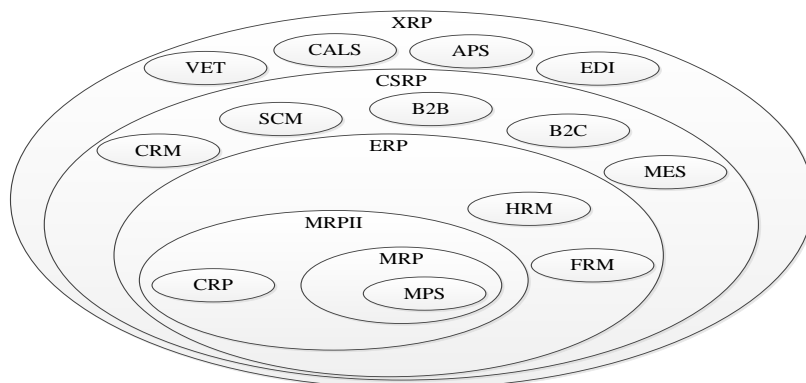 XRP
CALS
APS
VET
EDI
CSRP
SCM
B2B
B2C
CRM
ERP
MES
HRM
MRPII
MRP
FRM
CRP
MPS